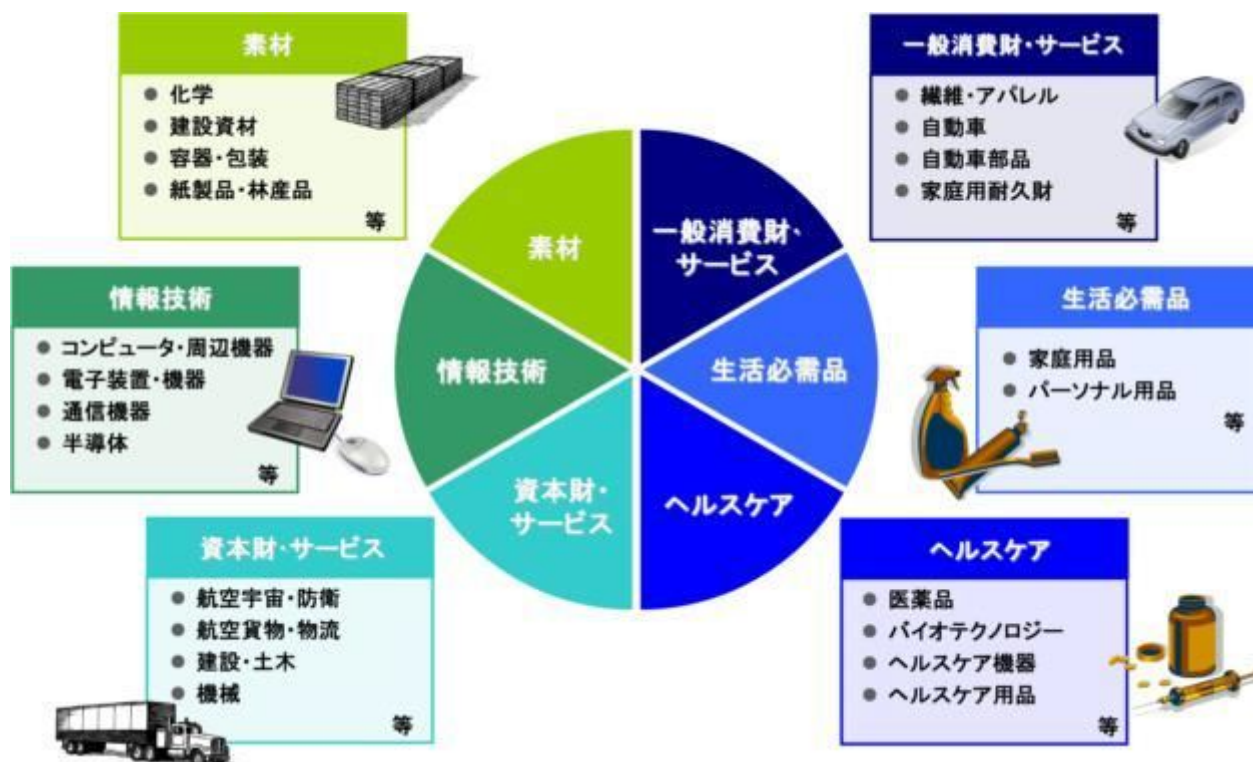 素材
化学
建設資材
容器・包装
紙製品・林産品
等
一般消費財・サービス
繊維・アパレル
自動車
自動車部品
家庭用耐久財
等
情報技術
コンピュータ・周辺機器
電子装置・機器
通信機器
半導体
等
素材
一般消費財・
サービス
情報技術
生活必需品
資本財・
サービス
ヘルスケア
生活必需品
家庭用品
パーソナル用品
等
資本財・サービス
航空宇宙・防衛
航空貨物・物流
建設・土木
機械
等
ヘルスケア
医薬品
バイオテクノロジー
ヘルスケア機器
ヘルスケア用品
等